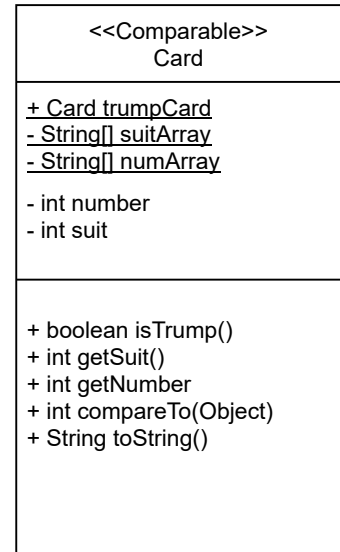 <<Comparable>>
Card
+ Card trumpCard
- String[] suitArray
- String[] numArray
- int number
- int suit
+ boolean isTrump()
+ int getSuit()
+ int getNumber
+ int compareTo(Object)
+ String toString()